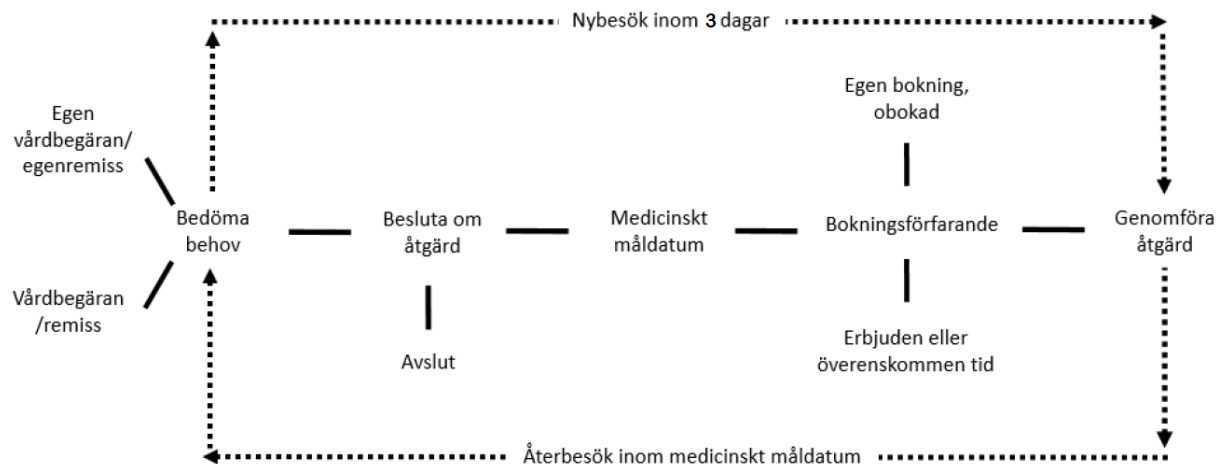 Nybesök inom 3 dagar
Egen bokning,
obokad
Egen
vårdbegäran/
egenremiss
Bedöma
behov
Besluta om
åtgärd
Medicinskt
måldatum
Bokningsförfarande
Genomföra
åtgärd
Vårdbegäran
/remiss
Avslut
Erbjuden eller
överenskommen tid
Återbesök inom medicinskt måldatum